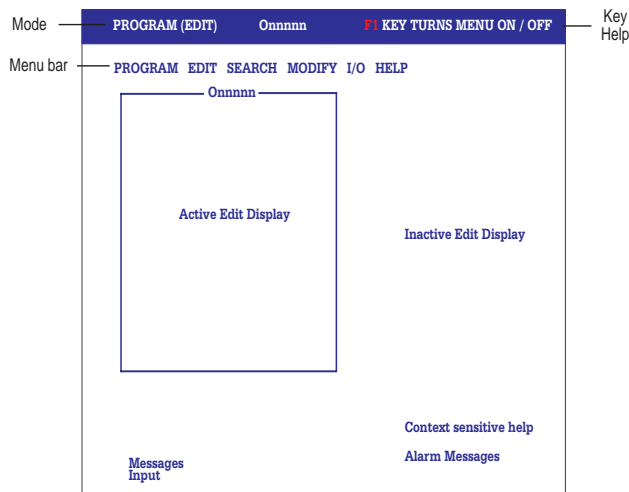 Mode
PROGRAM (EDIT) Onnnnn F1 KEY TURNS MENU ON / OFF
Key
Help
Menu bar
PROGRAM EDIT SEARCH MODIFY I/O HELP
Onnnnn
Active Edit Display
Inactive Edit Display
Context sensitive help
Alarm Messages
Messages
Input